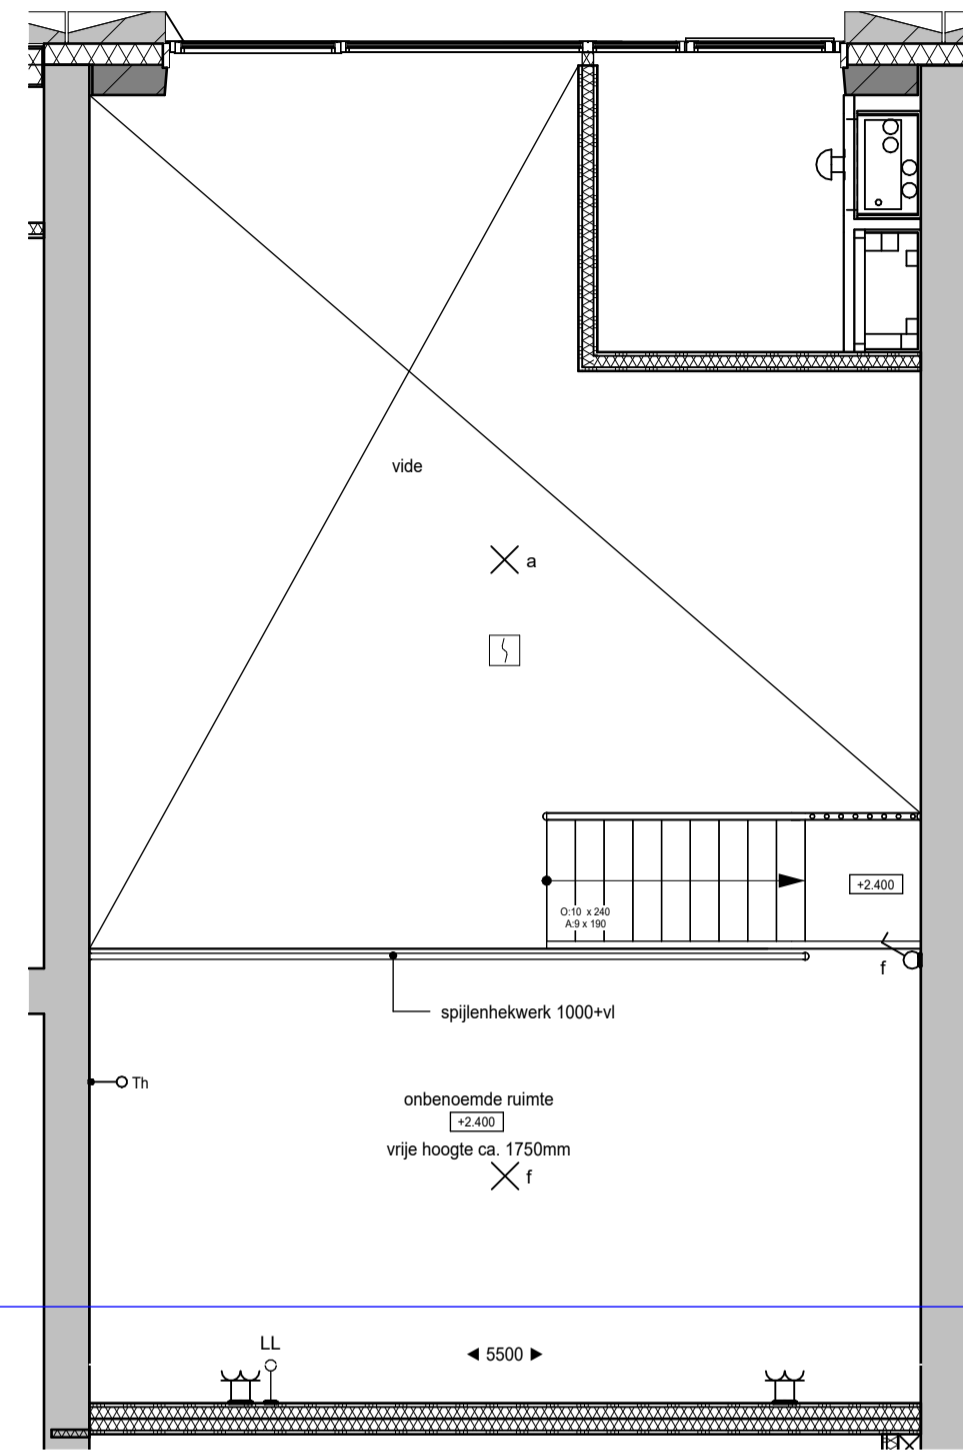 vide
a
+2.400
O:10 x 240
A:9 x 190
f
spijlenhekwerk 1000+vl
Th
onbenoemde ruimte
+2.400
vrije hoogte ca. 1750mm
f
LL
5500